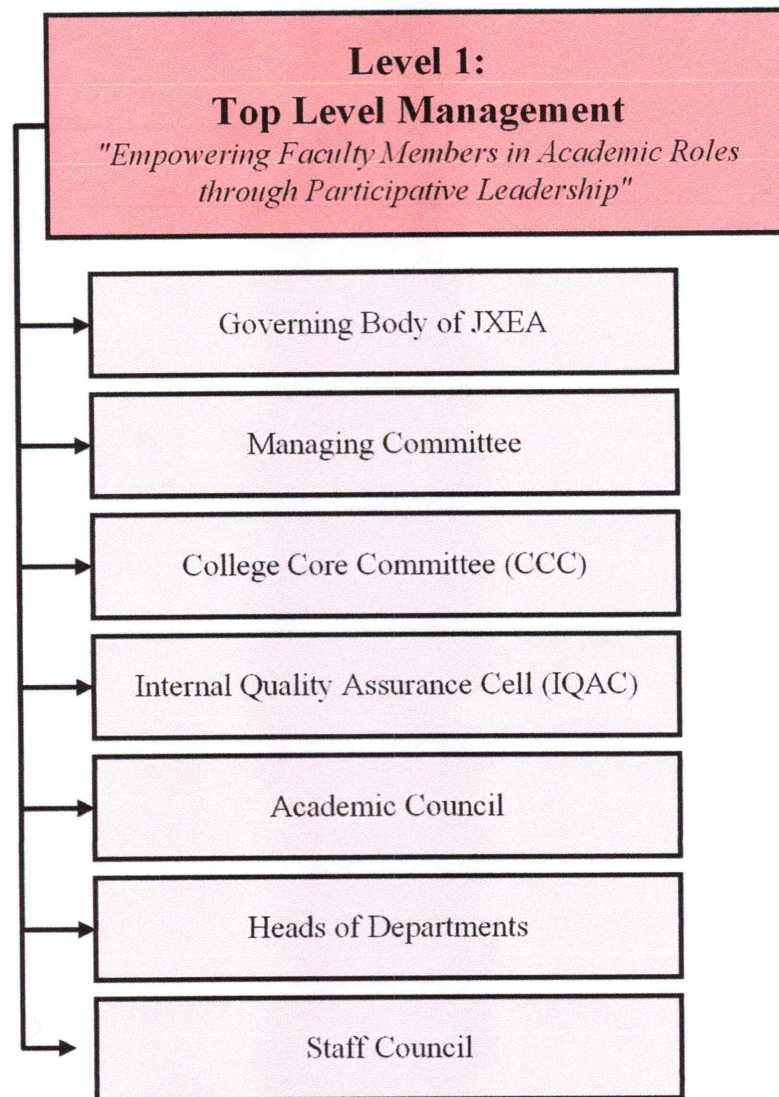 Level 1:
Top Level Management
"Empowering Faculty Members in Academic Roles
through Participative Leadership"
Governing Body of JXEA
Managing Committee
College Core Committee (CCC)
Internal Quality Assurance Cell (IQAC)
Academic Council
Heads of Departments
Staff Council